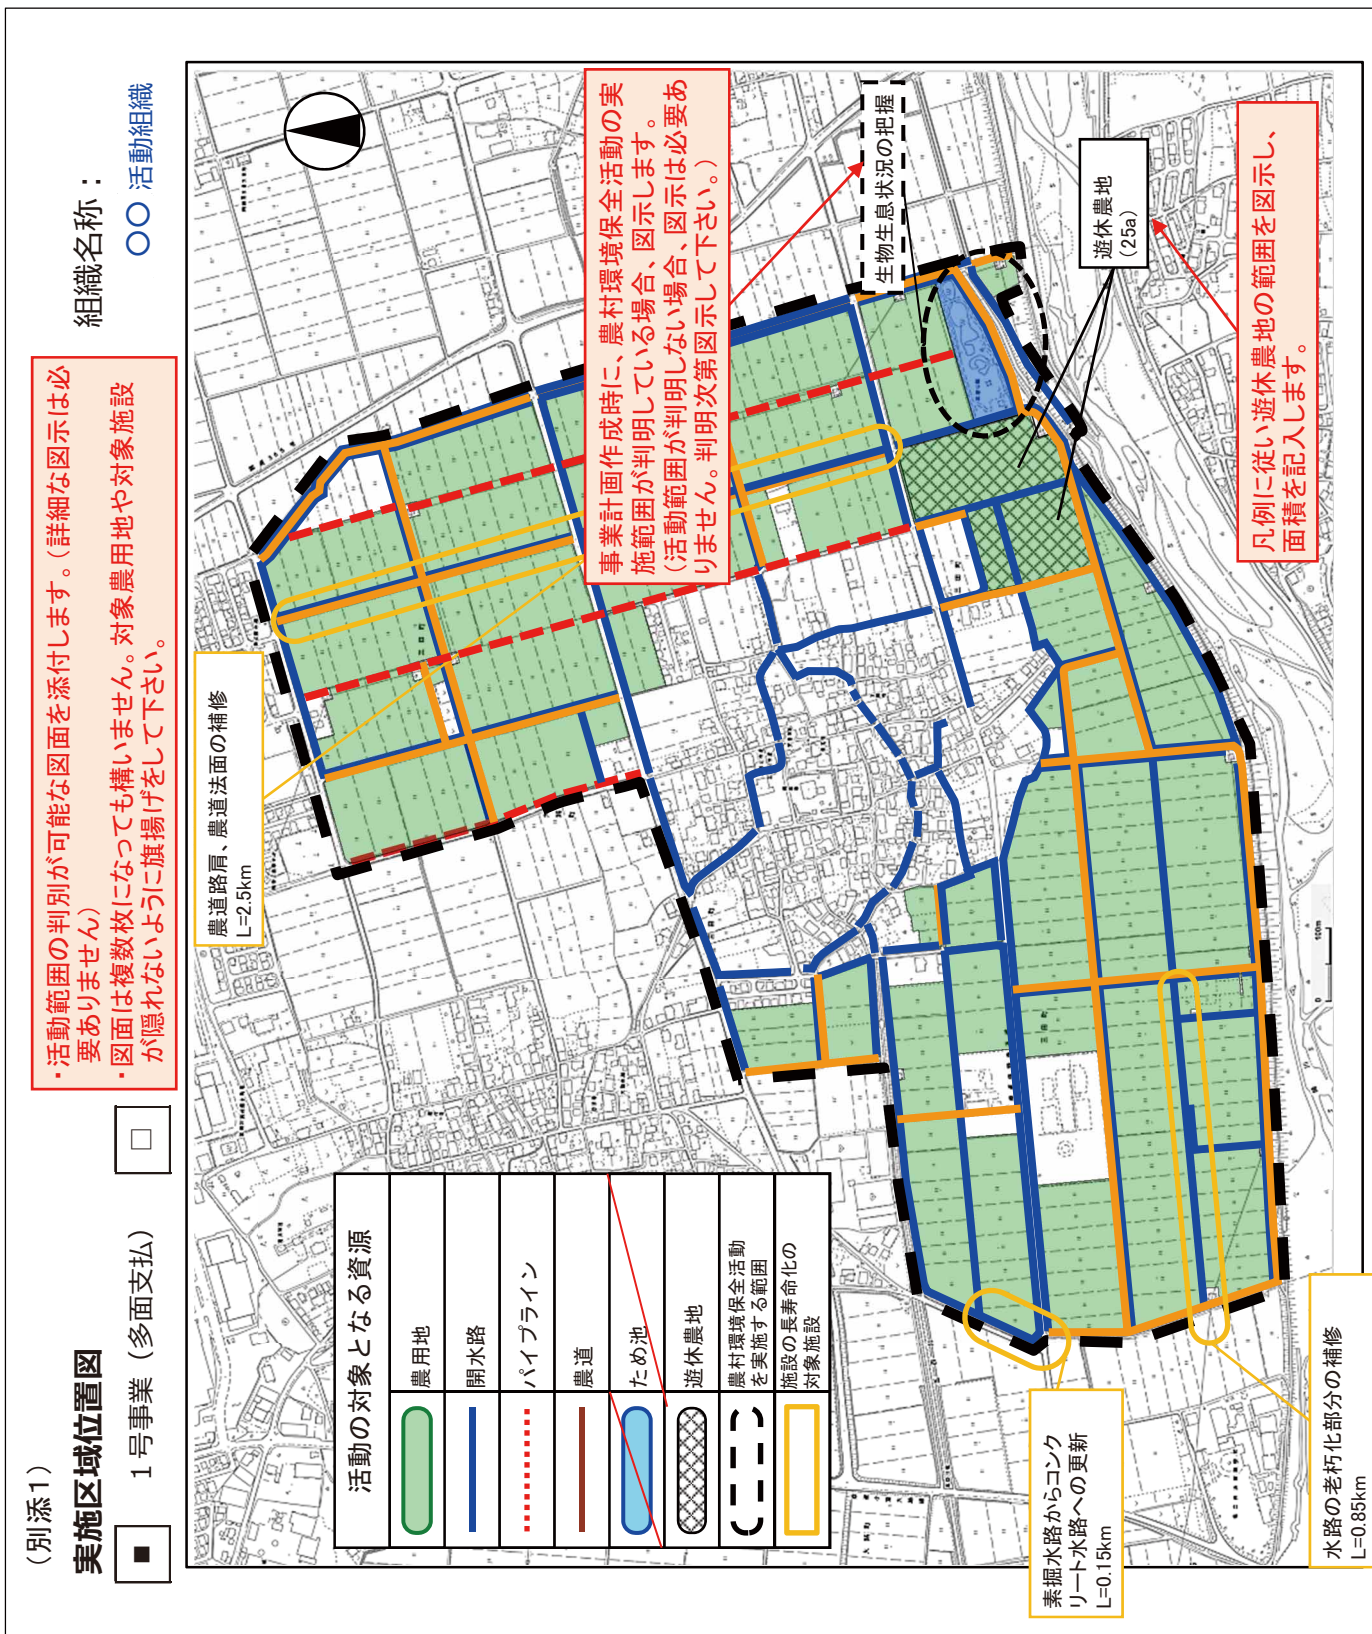 （別添１）
実施区域位置図
■ １号事業（多面支払） □
・活動範囲の判別が可能な図面を添付します。（詳細な図示は必
要ありません）
・図面は複数枚になっても構いません。対象農用地や対象施設
が隠れないように旗揚げをして下さい。
組織名称：
○○ 活動組織
農道路肩、農道法面の補修
L=2.5km
事業計画作成時に、農村環境保全活動の実
施範囲が判明している場合、図示します。
（活動範囲が判明しない場合、図示は必要あ
りません。判明次第図示して下さい。）
生物生息状況の把握
遊休農地
(25a)
凡例に従い遊休農地の範囲を図示し、
面積を記入します。
活動の対象となる資源
農用地
開水路
パイプライン
農道
ため池
遊休農地
農村環境保全活動
を実施する範囲
施設の長寿命化の
対象施設
素掘水路からコンク
リート水路への更新
L=0.15km
水路の老朽化部分の補修
L=0.85km
0 100m